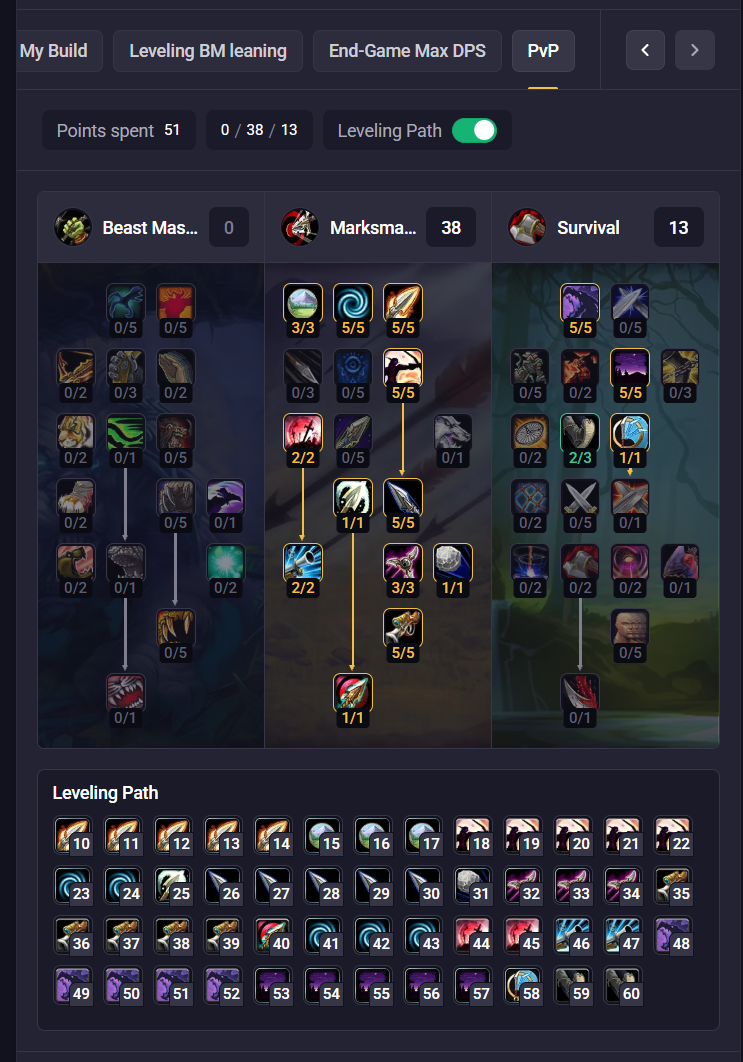 My Build Leveling BM leaning End-Game Max DPS PvP
Points spent 51 0 / 38 / 13 Leveling Path
Beast Mas... 0 Marksma... 38 Survival 13
0/5 0/5 3/3 5/5 5/5 5/5 0/5
0/2 0/3 0/2 0/3 0/5 5/5 0/5 0/2 5/5 0/3
0/2 0/1 0/5 2/2 0/5 0/1 0/2 2/3 1/1
0/2 0/5 0/1 1/1 5/5 0/2 0/5 0/1
0/2 0/1 0/2 2/2 3/3 1/1 0/2 0/2 0/2 0/1
0/5 5/5 0/5
0/1 1/1 0/1
Leveling Path
10 11 12 13 14 15 16 17 18 19 20 21 22
23 24 25 26 27 28 29 30 31 32 33 34 35
36 37 38 39 40 41 42 43 44 45 46 47 48
49 50 51 52 53 54 55 56 57 58 59 60